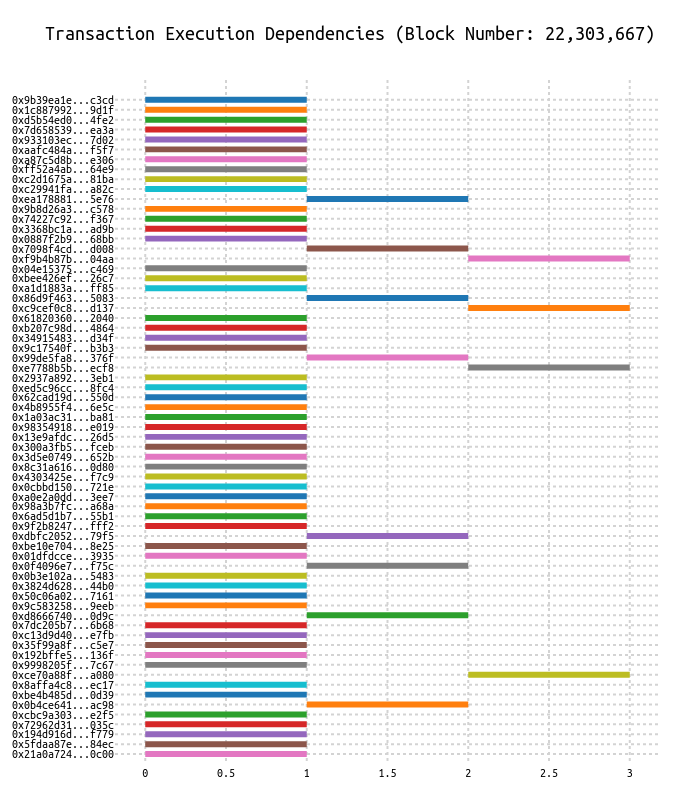 Transaction Execution Dependencies (Block Number: 22,303,667)
0x9b39ea1e...c3cd
0x1c887992...9d1f
0xd5b54ed0...4fe2
0x7d658539...ea3a
0x933103ec...7d02
0xaafc484a...f5f7
0xa87c5d8b...e306
0xff52a4ab...64e9
0xc2d1675a...81ba
0xc29941fa...a82c
0xea178881...5e76
0x9b8d26a3...c578
0x74227c92...f367
0x3368bc1a...ad9b
0x0887f2b9...68bb
0x7098f4cd...d008
0xf9b4b87b...04aa
0x04e15375...c469
0xbee426ef...26c7
0xa1d1883a...ff85
0x86d9f463...5083
0xc9cef0c8...d137
0x61820360...2040
0xb207c98d...4864
0x34915483...d34f
0x9c17540f...b3b3
0x99de5fa8...376f
0xe7788b5b...ecf8
0x2937a892...3eb1
0xed5c96cc...8fc4
0x62cad19d...550d
0x4b8955f4...6e5c
0x1a03ac31...ba81
0x98354918...e019
0x13e9afdc...26d5
0x300a3fb5...fceb
0x3d5e0749...652b
0x8c31a616...0d80
0x4303425e...f7c9
0x0cbbd150...721e
0xa0e2a0dd...3ee7
0x98a3b7fc...a68a
0x6ad5d1b7...55b1
0x9f2b8247...fff2
0xdbfc2052...79f5
0xbe10e704...8e25
0x01dfdcce...3935
0x0f4096e7...f75c
0x0b3e102a...5483
0x3824d628...44b0
0x50c06a02...7161
0x9c583258...9eeb
0xd8666740...0d9c
0x7dc205b7...6b68
0xc13d9d40...e7fb
0x35f99a8f...c5e7
0x192bffe5...136f
0x9998205f...7c67
0xce70a88f...a080
0x8affa4c8...ec17
0xbe4b485d...0d39
0x0b4ce641...ac98
0xcbc9a303...e2f5
0x72962d31...035c
0x194d916d...f779
0x5fdaa87e...84ec
0x21a0a724...0c00
0 0.5 1 1.5 2 2.5 3